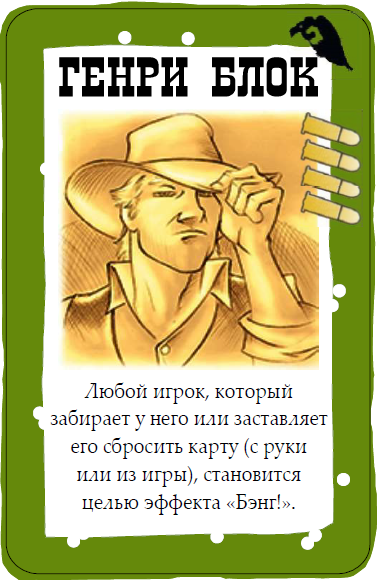 ГЕНРИ БЛОК
Любой игрок, который
забирает у него или заставляет
его сбросить карту (с руки
или из игры), становится
целью эффекта «Бэнг!».